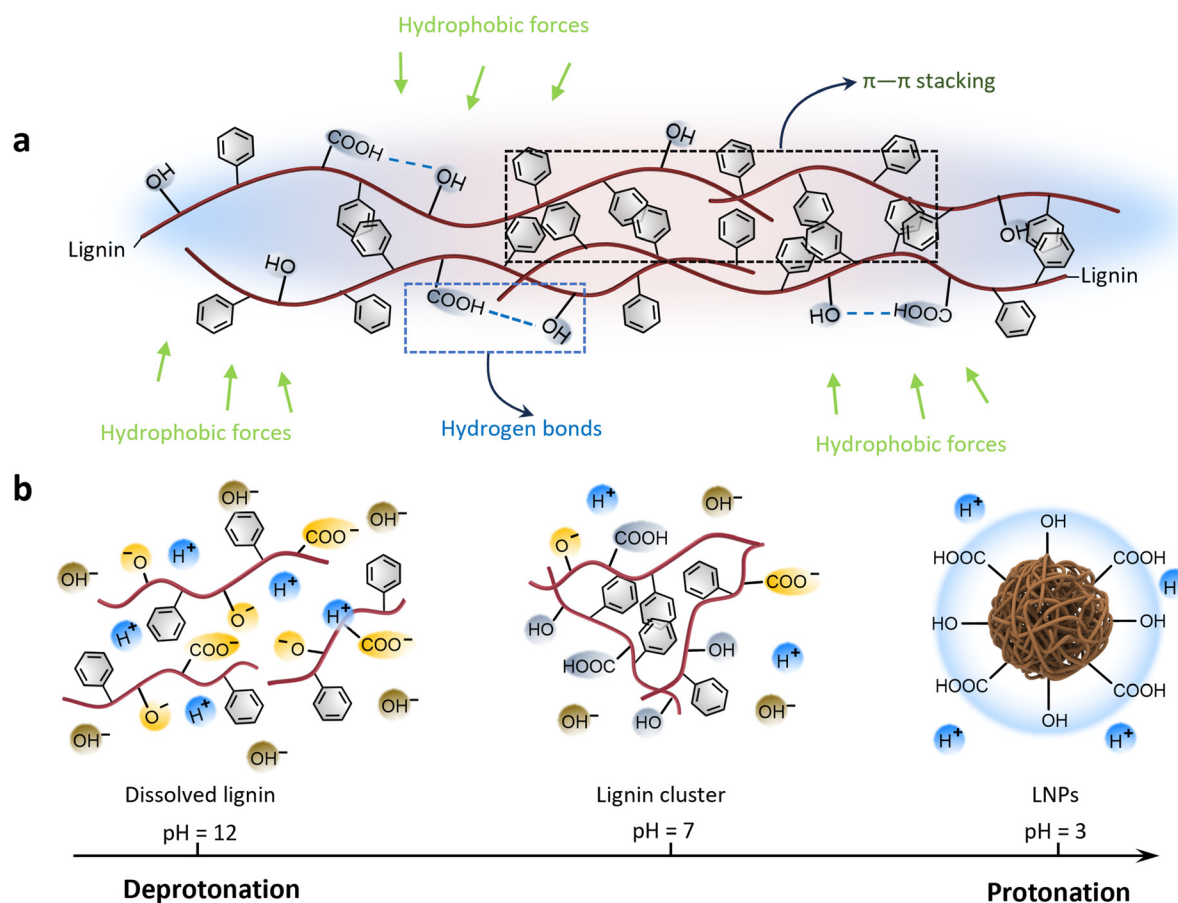 Hydrophobic forces
π—π stacking
a
OH
COOH
OH
OH
Lignin
OH
HO
Lignin
COOH
OH
OH
COOH
Hydrophobic forces
Hydrogen bonds
Hydrophobic forces
b
OH−
OH−
COO−
−O
H+
OH−
H+
O−
H+
H+
COO−
−O
COO−
O−
H+
OH−
OH−
OH−
H+
OH−
O−
COOH
COO−
HO
OH
HOOC
H+
HO
OH−
OH−
H+
OH
HOOC
COOH
H+
HO
OH
HOOC
COOH
OH
H+
H+
Dissolved lignin
Lignin cluster
LNPs
pH = 12
pH = 7
pH = 3
Deprotonation
Protonation